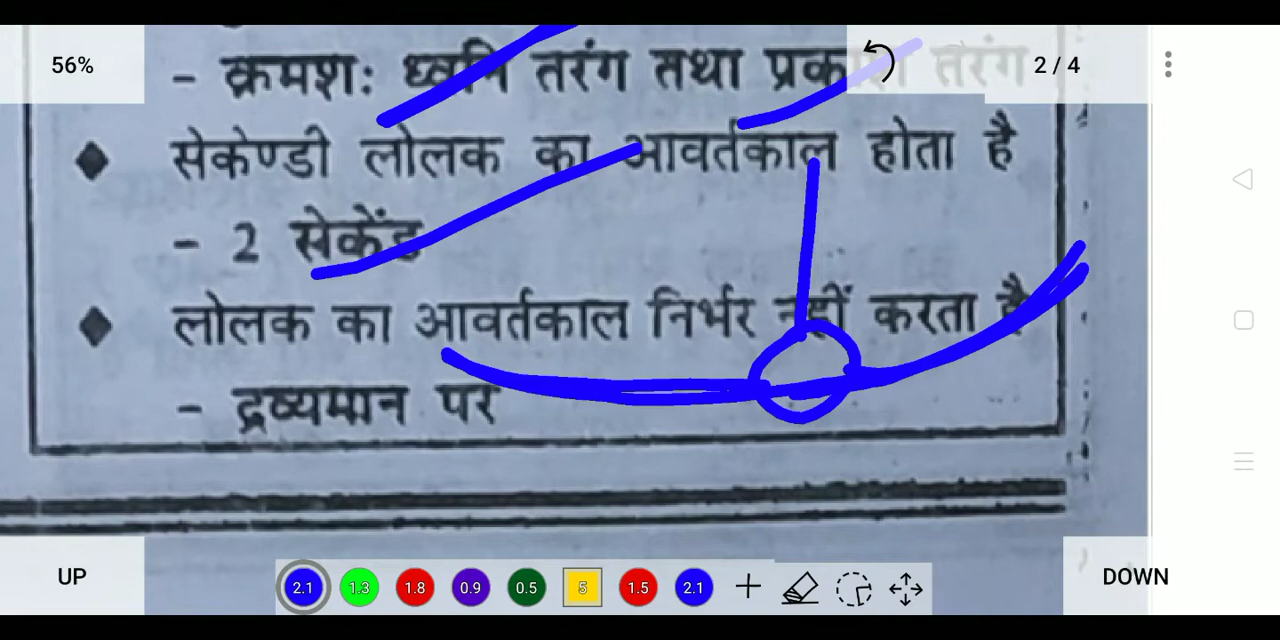 56%
2 / 4
- क्रमशः ध्वनि तरंग तथा प्रकाश तरंग
◆ सेकेण्डी लोलक का आवर्तकाल होता है
- 2 सेकेंड
◆ लोलक का आवर्तकाल निर्भर नहीं करता है
- द्रव्यमान पर
UP
DOWN
2.1 1.3 1.8 0.9 0.5 5 1.5 2.1